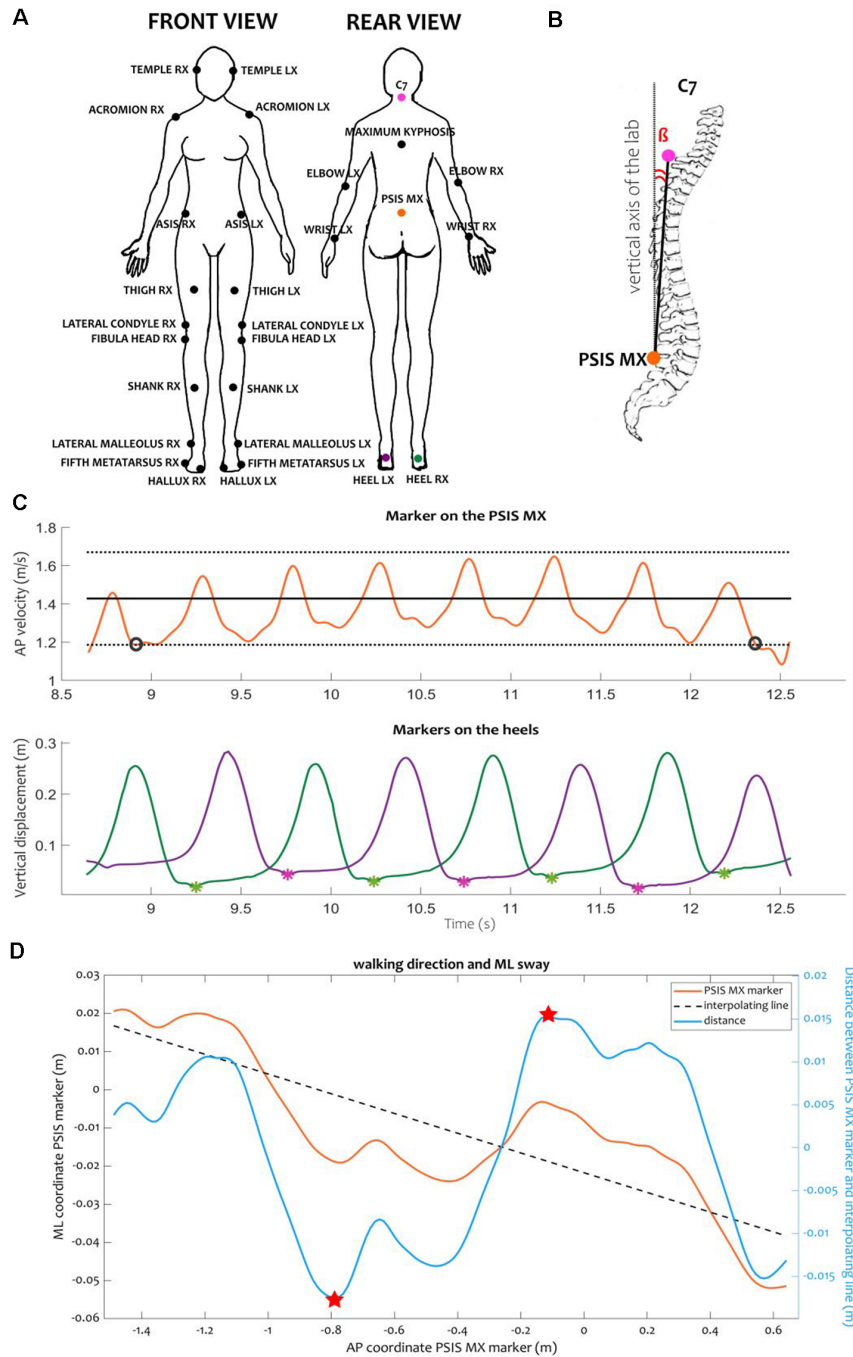 A
FRONT VIEW
REAR VIEW
B
TEMPLE RX
TEMPLE LX
C7
C7
ACROMION RX
ACROMION LX
ß
MAXIMUM KYPHOSIS
ELBOW LX
ELBOW RX
PSIS MX
vertical axis of the lab
ASIS RX
ASIS LX
WRIST LX
WRIST RX
THIGH RX
THIGH LX
LATERAL CONDYLE RX
LATERAL CONDYLE LX
FIBULA HEAD RX
FIBULA HEAD LX
PSIS MX
SHANK RX
SHANK LX
LATERAL MALLEOLUS RX
LATERAL MALLEOLUS LX
FIFTH METATARSUS RX
FIFTH METATARSUS LX
HALLUX RX
HALLUX LX
HEEL LX
HEEL RX
C
Marker on the PSIS MX
AP velocity (m/s)
1.8
1.6
1.4
1.2
1
8.5 9 9.5 10 10.5 11 11.5 12 12.5
Markers on the heels
Vertical displacement (m)
0.3
0.2
0.1
9 9.5 10 10.5 11 11.5 12 12.5
Time (s)
D
walking direction and ML sway
ML coordinate PSIS marker (m)
0.03
0.02
0.01
0
-0.01
-0.02
-0.03
-0.04
-0.05
-0.06
PSIS MX marker
interpolating line
distance
0.02
0.015
0.01
0.005
0
-0.005
-0.01
-0.015
Distance between PSIS MX marker and interpolating
line (m)
-1.4 -1.2 -1 -0.8 -0.6 -0.4 -0.2 0 0.2 0.4 0.6
AP coordinate PSIS MX marker (m)